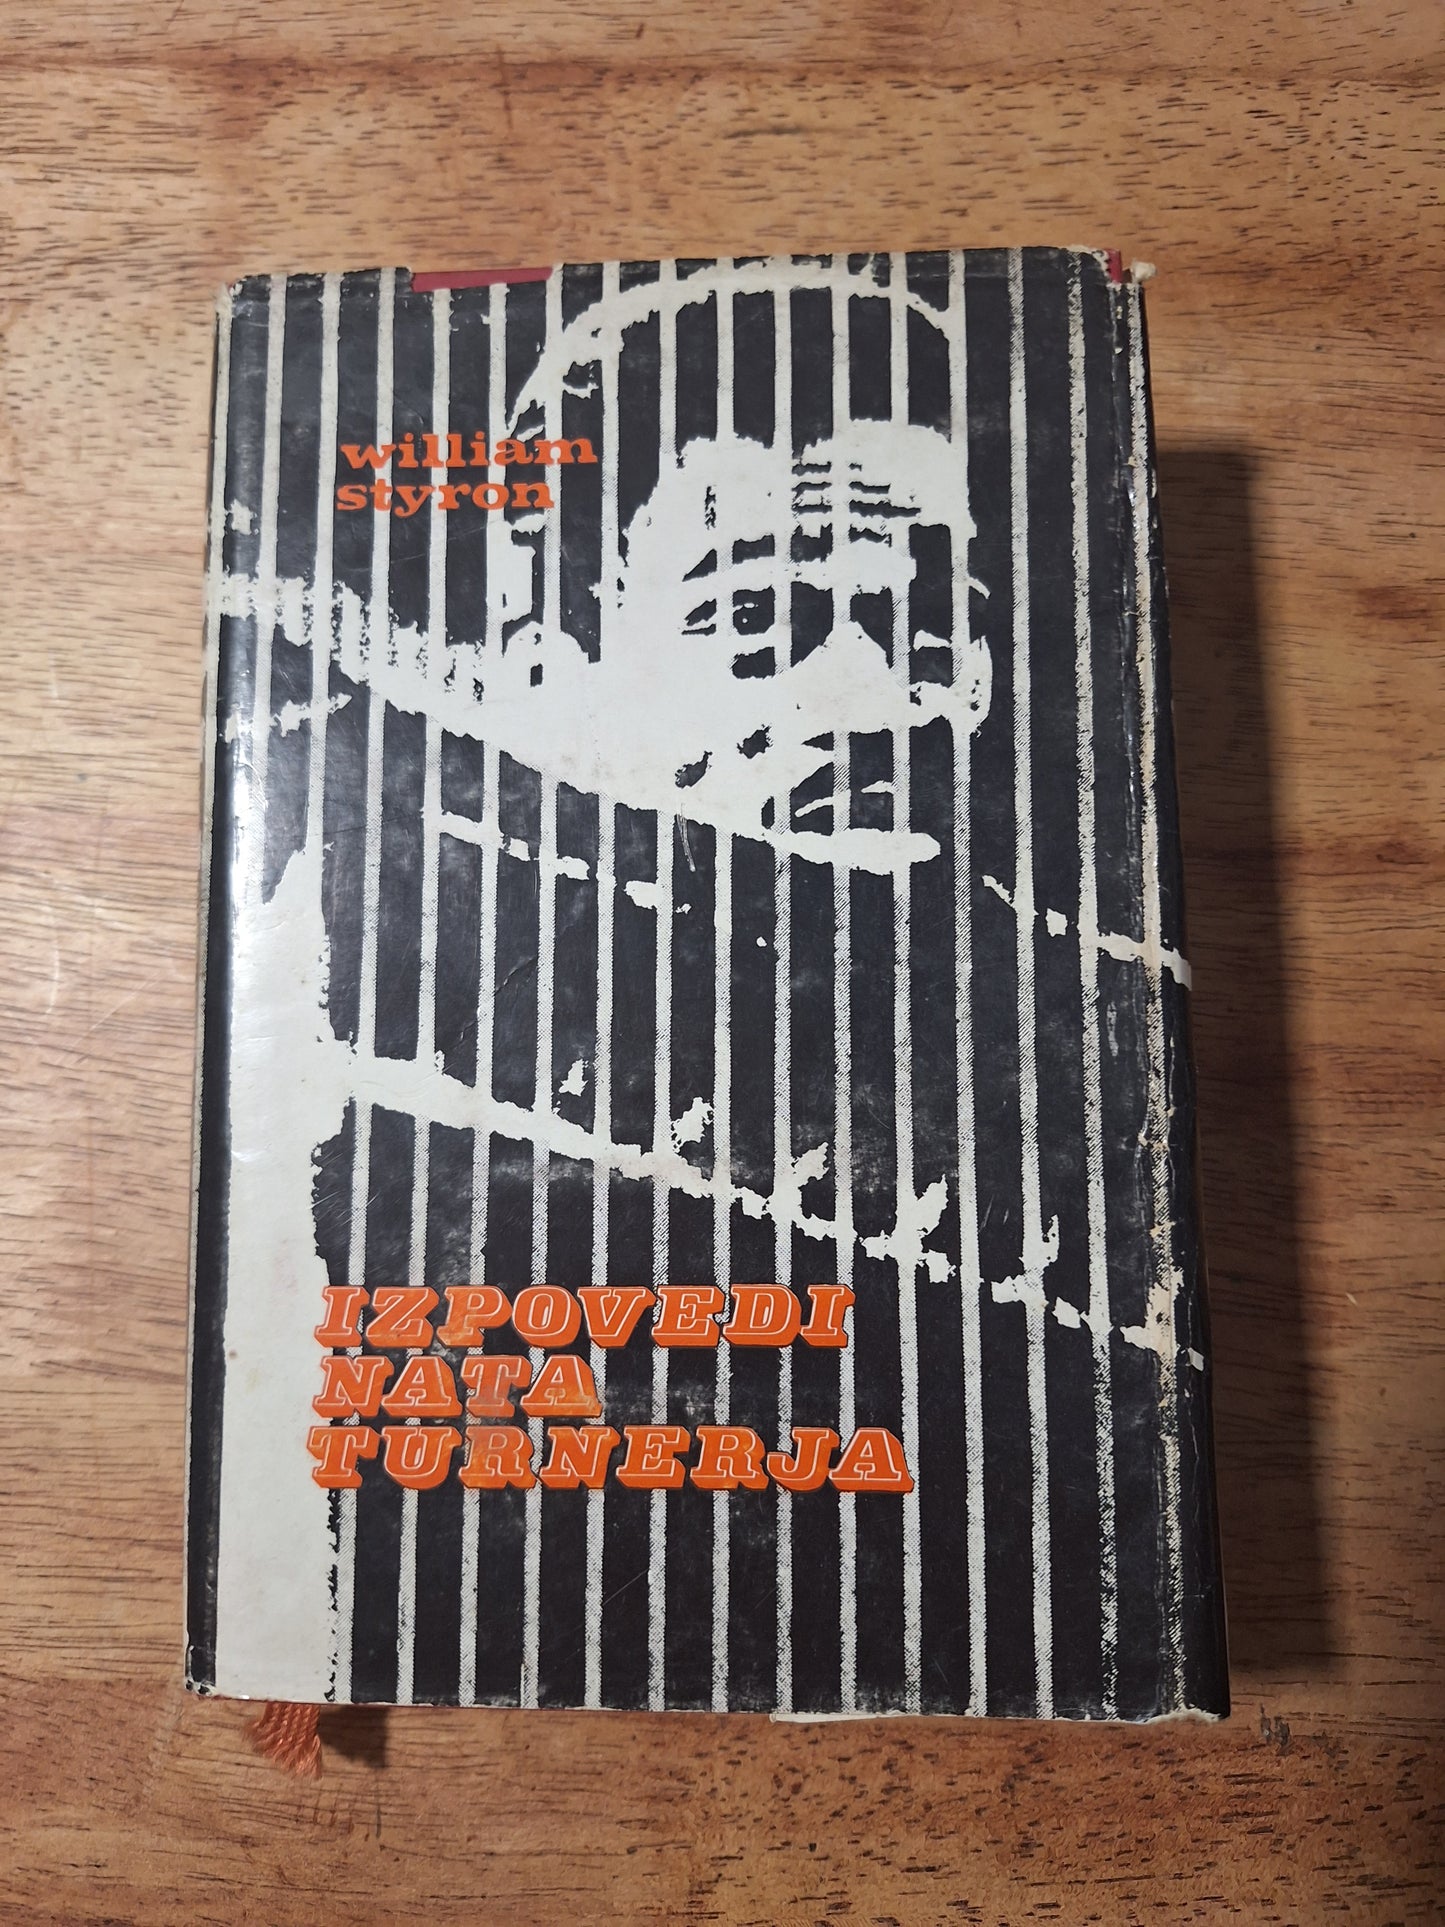 william
styron
IZPOVEDI
NATA
TURNERJA